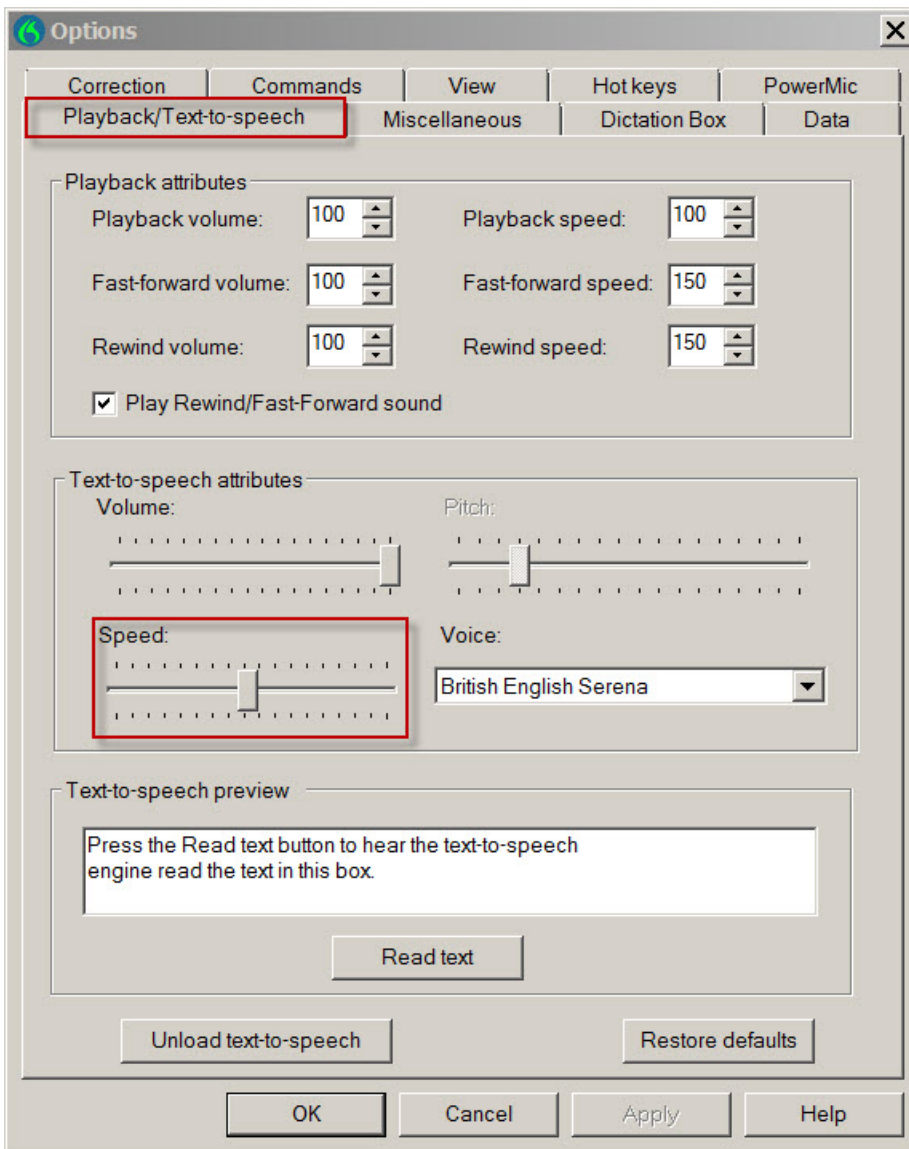 Options
Correction Commands View Hot keys PowerMic
Playback/Text-to-speech Miscellaneous Dictation Box Data
Playback attributes
Playback volume: 100 Playback speed: 100
Fast-forward volume: 100 Fast-forward speed: 150
Rewind volume: 100 Rewind speed: 150
Play Rewind/Fast-Forward sound
Text-to-speech attributes
Volume: Pitch:
Speed: Voice:
British English Serena
Text-to-speech preview
Press the Read text button to hear the text-to-speech
engine read the text in this box.
Read text
Unload text-to-speech Restore defaults
OK Cancel Apply Help